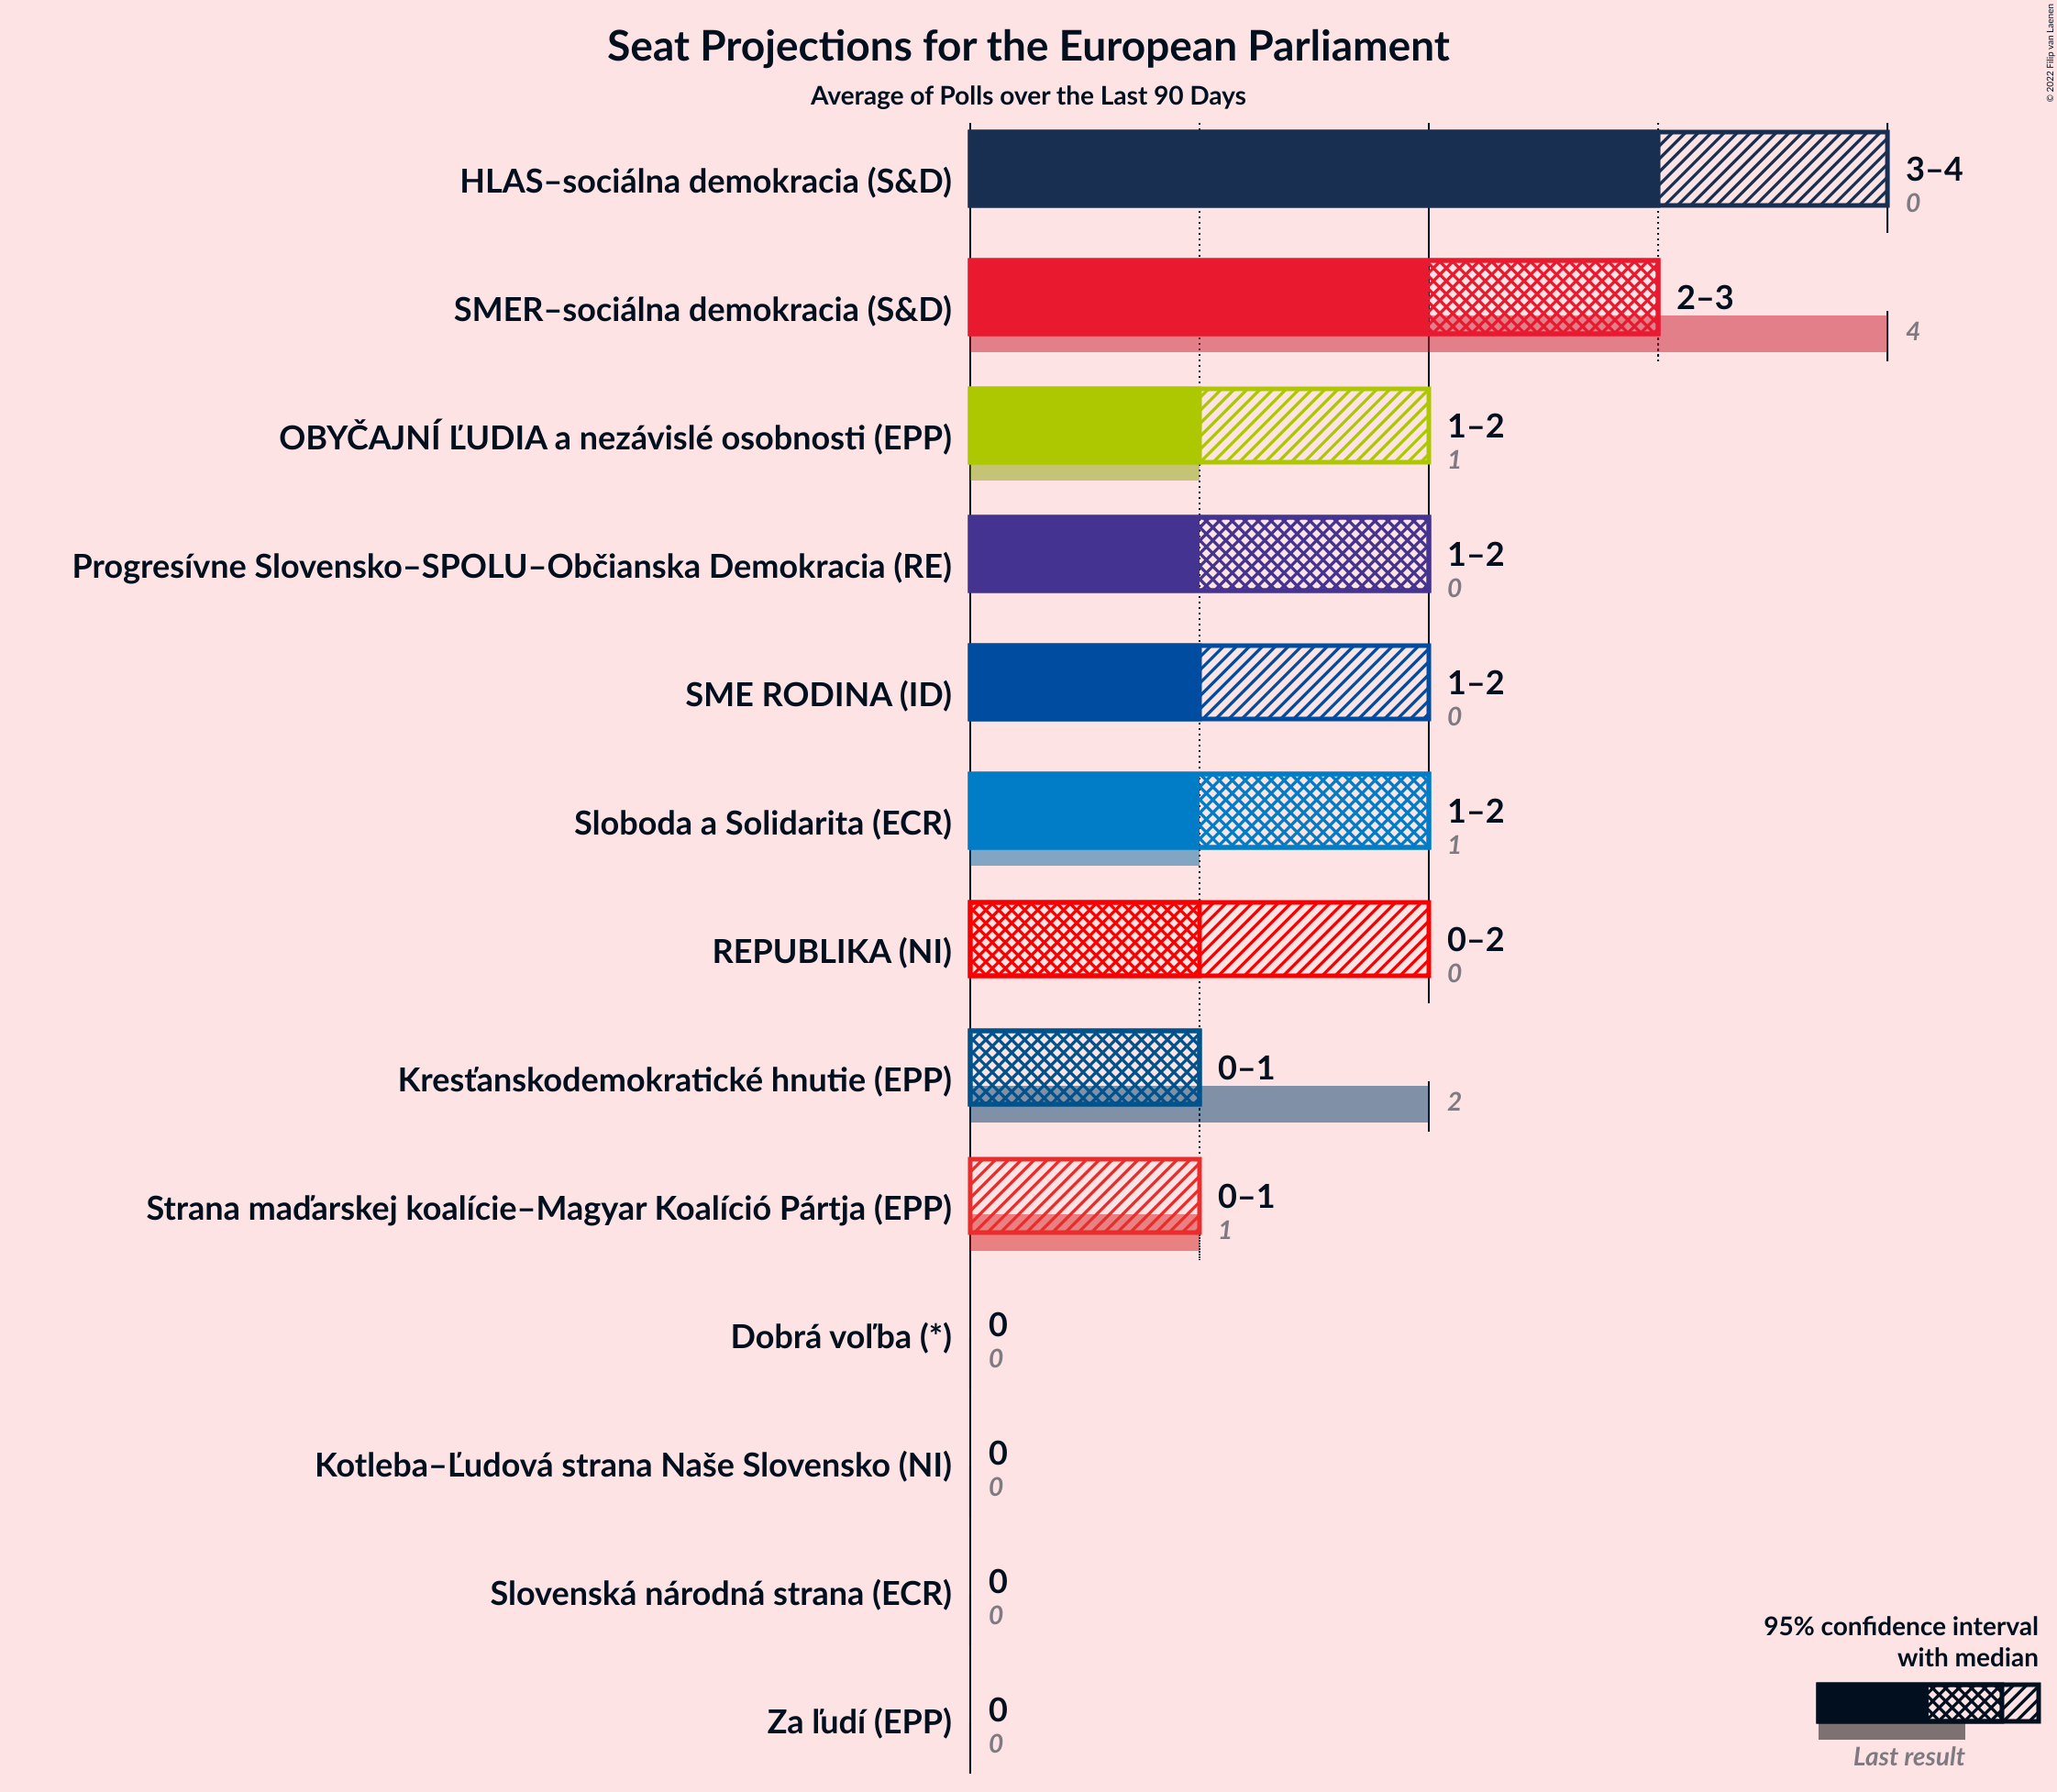 Seat Projections for the European Parliament
Average of Polls over the Last 90 Days
© 2022 Filip van Laenen
HLAS–sociálna demokracia (S&D)
3–4
0
SMER–sociálna demokracia (S&D)
2–3
4
OBYČAJNÍ ĽUDIA a nezávislé osobnosti (EPP)
1–2
1
Progresívne Slovensko–SPOLU–Občianska Demokracia (RE)
1–2
0
SME RODINA (ID)
1–2
0
Sloboda a Solidarita (ECR)
1–2
1
REPUBLIKA (NI)
0–2
0
Kresťanskodemokratické hnutie (EPP)
0–1
2
Strana maďarskej koalície–Magyar Koalíció Pártja (EPP)
0–1
1
Dobrá voľba (*)
0
0
Kotleba–Ľudová strana Naše Slovensko (NI)
0
0
Slovenská národná strana (ECR)
0
0
Za ľudí (EPP)
0
0
95% confidence interval
with median
Last result